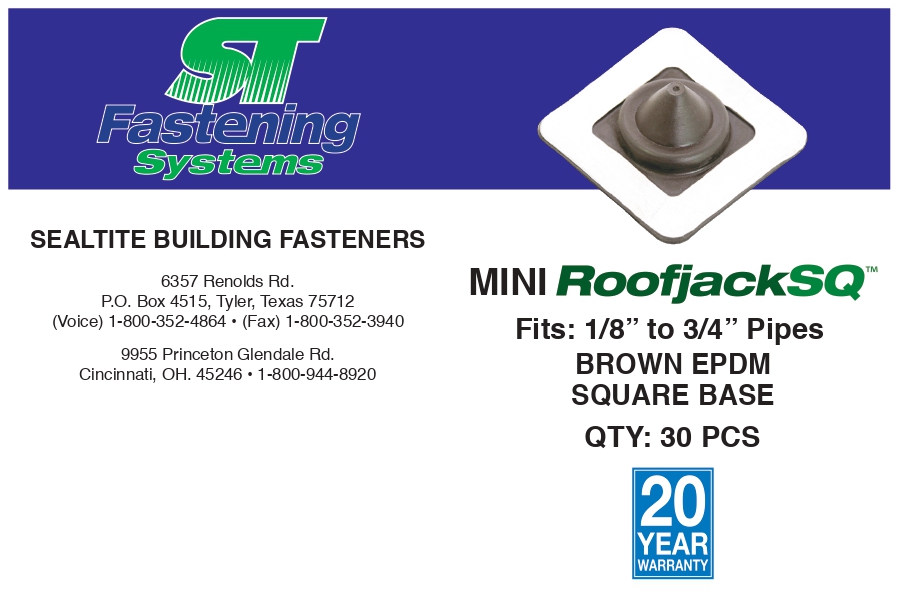 ST
Fastening
Systems
SEALTITE BUILDING FASTENERS
6357 Renolds Rd.
P.O. Box 4515, Tyler, Texas 75712
(Voice) 1-800-352-4864 • (Fax) 1-800-352-3940
9955 Princeton Glendale Rd.
Cincinnati, OH. 45246 • 1-800-944-8920
MINI RoofjackSQ™
Fits: 1/8” to 3/4” Pipes
BROWN EPDM
SQUARE BASE
QTY: 30 PCS
20
YEAR
WARRANTY